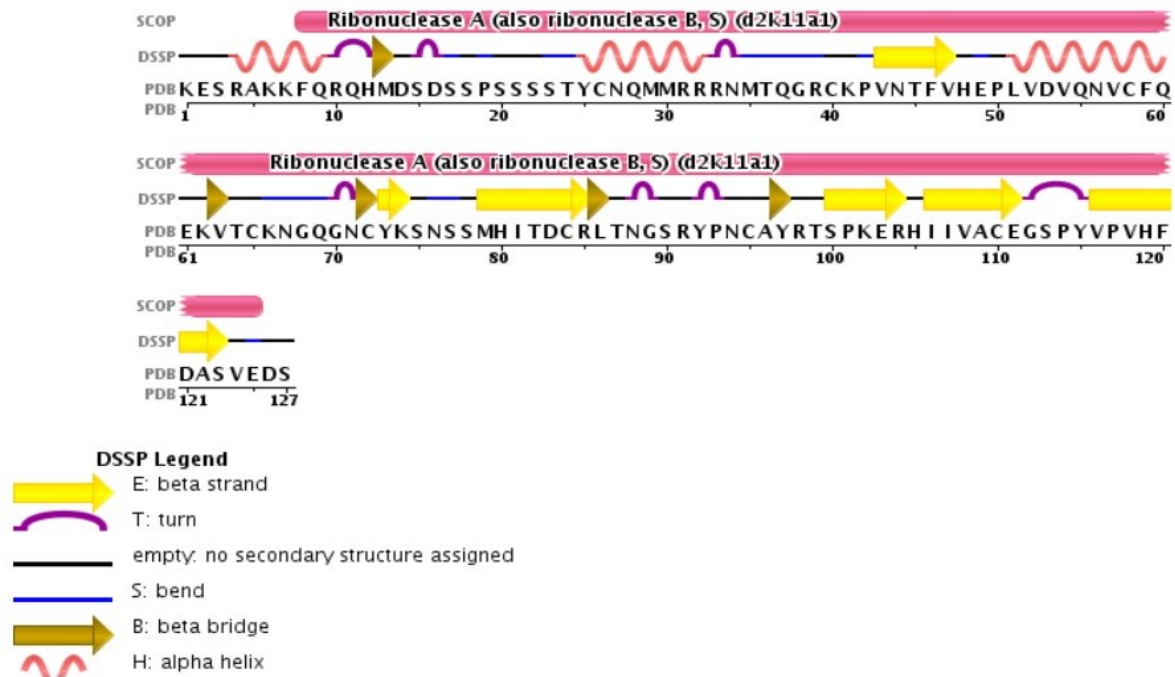 SCOP Ribonuclease A (also ribonuclease B, S) (d2k11a1)
DSSP
PDB KESRAKKFQRQHMDSDSSPSSSSTYCNQMMRRRNMTQGRCKPVNTFVHEPLVDVQNVCFQ
PDB 1 10 20 30 40 50 60
SCOP Ribonuclease A (also ribonuclease B, S) (d2k11a1)
DSSP
PDB EKVTCKNGQGNCYKSNSSMHITDCRLTNGSRYPNCAYRTSPKERHIIVACEGSPYVPVHF
PDB 61 70 80 90 100 110 120
SCOP
DSSP
PDB DASVEDS
PDB 121 127
DSSP Legend
E: beta strand
T: turn
empty: no secondary structure assigned
S: bend
B: beta bridge
H: alpha helix